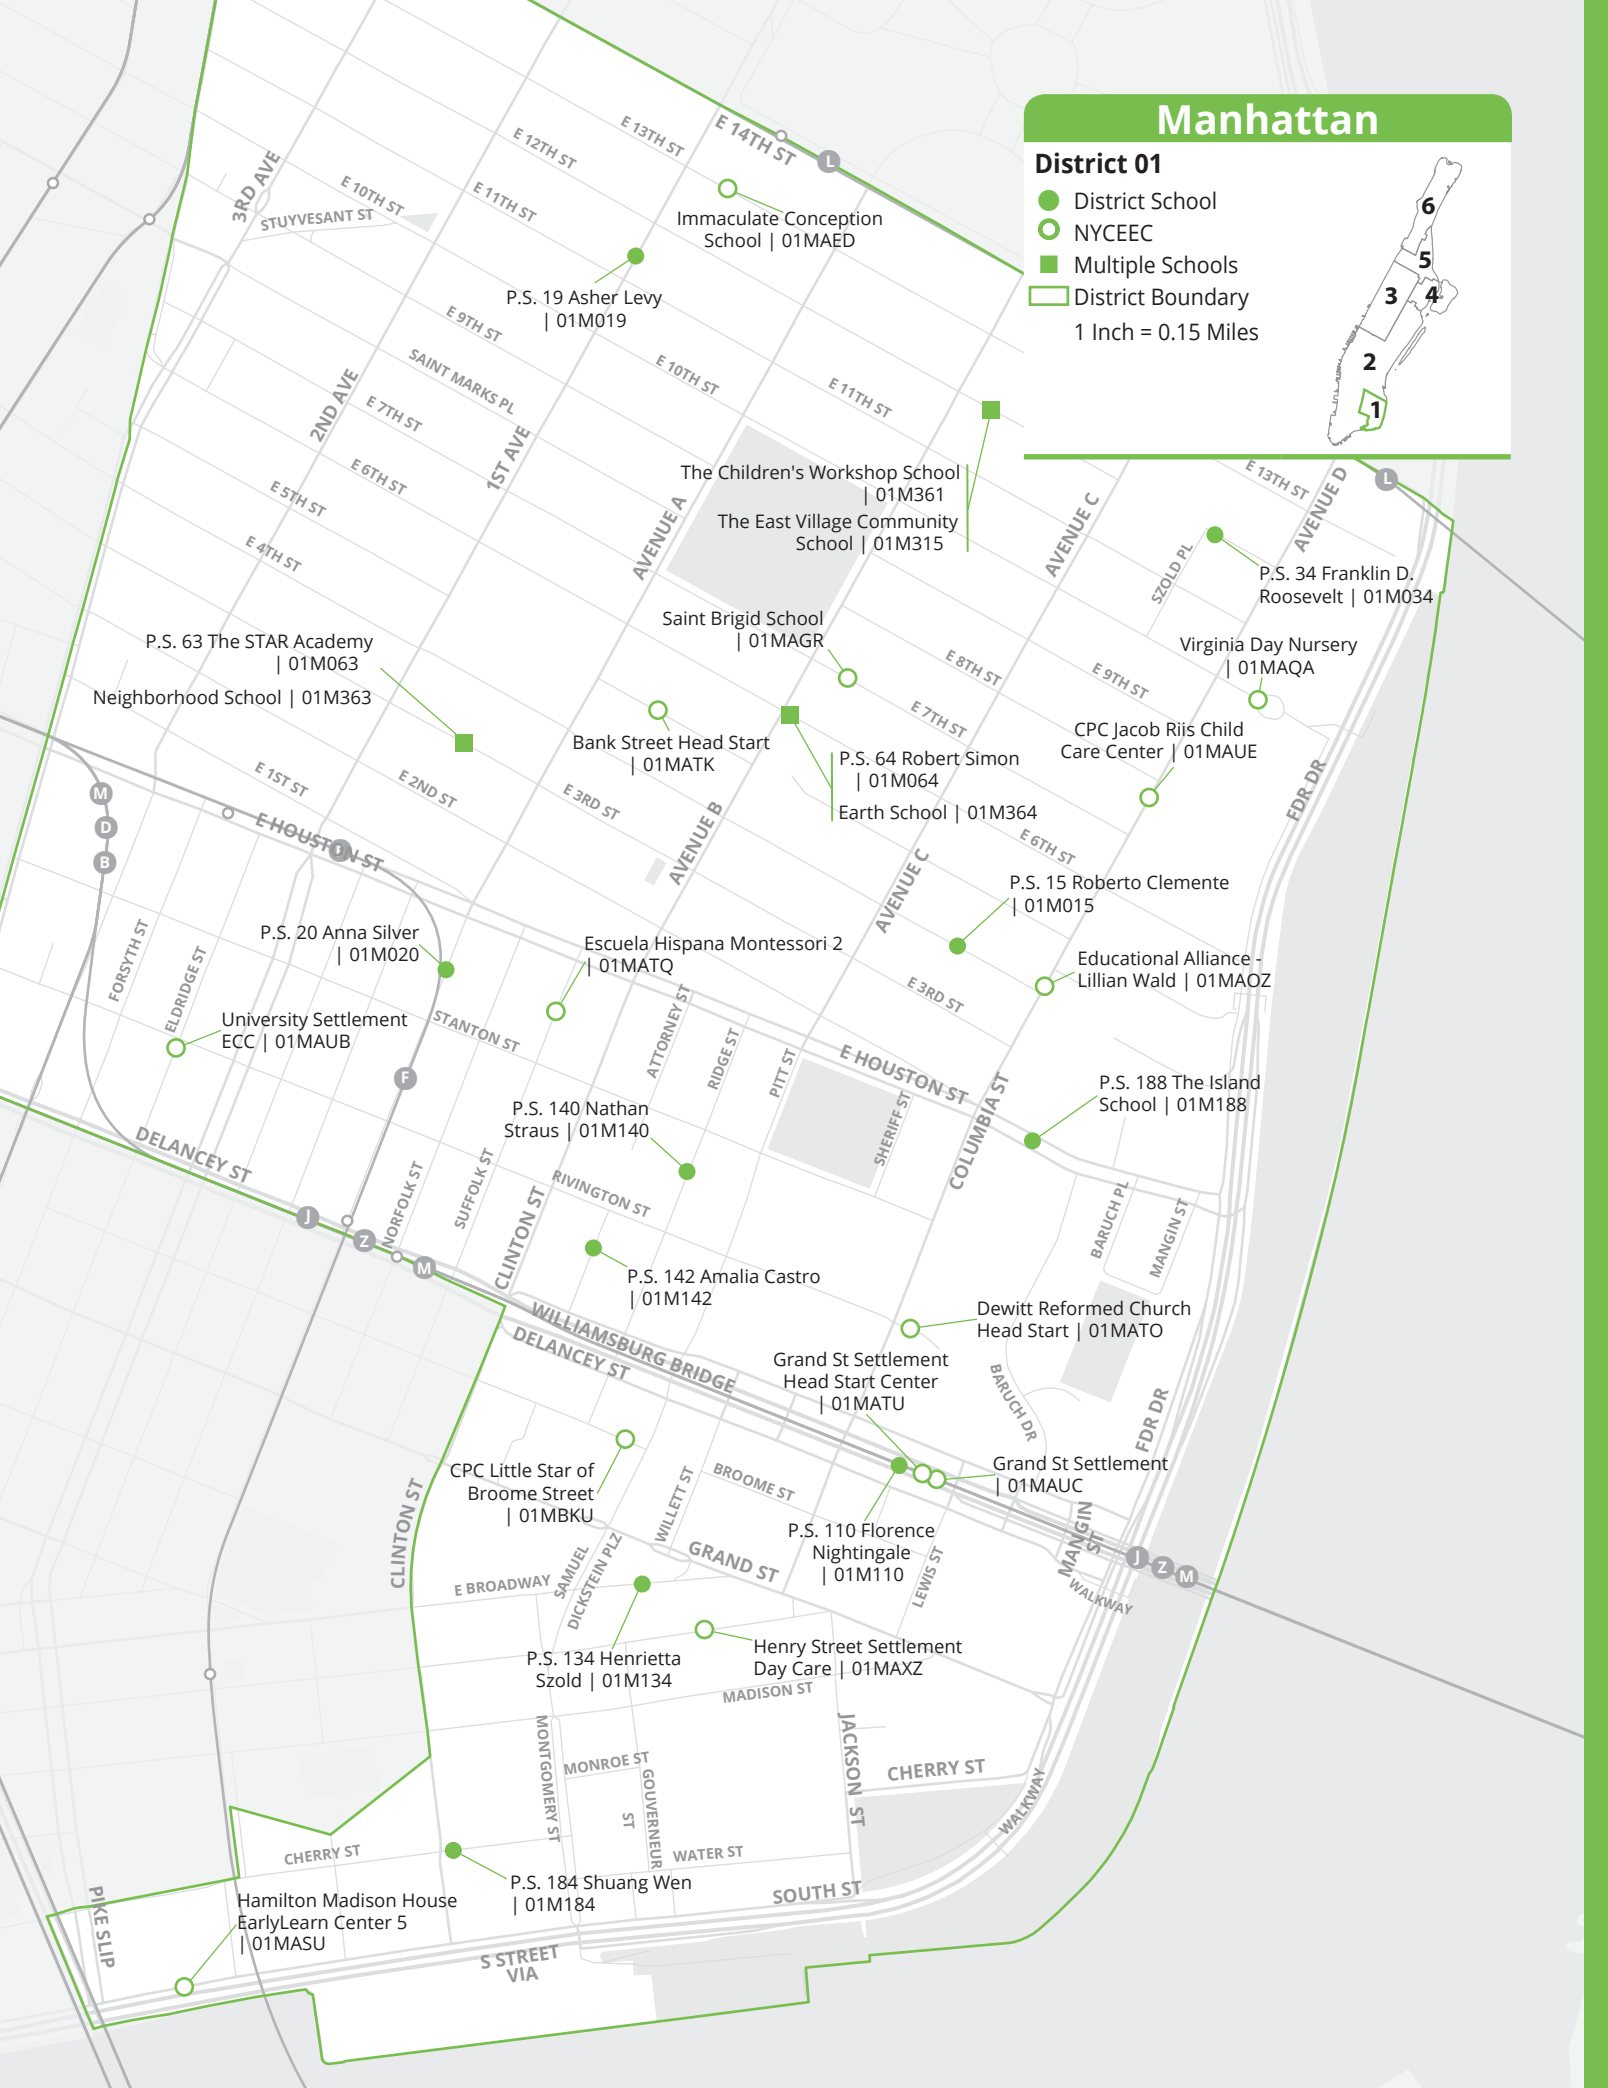 Manhattan
District 01
District School
NYCEEC
Multiple Schools
District Boundary
1 Inch = 0.15 Miles
6
5
3
4
2
1
E 14TH ST
L
E 13TH ST
E 12TH ST
E 11TH ST
E 10TH ST
STUYVESANT ST
3RD AVE
Immaculate Conception
School | 01MAED
P.S. 19 Asher Levy
| 01M019
E 9TH ST
SAINT MARKS PL
E 10TH ST
E 11TH ST
2ND AVE
E 7TH ST
1ST AVE
E 6TH ST
E 5TH ST
E 4TH ST
AVENUE A
The Children's Workshop School
| 01M361
The East Village Community
School | 01M315
AVENUE C
E 13TH ST
AVENUE D
L
SZOLD PL
P.S. 34 Franklin D.
Roosevelt | 01M034
Saint Brigid School
| 01MAGR
P.S. 63 The STAR Academy
| 01M063
Neighborhood School | 01M363
E 8TH ST
E 9TH ST
Virginia Day Nursery
| 01MAQA
E 7TH ST
Bank Street Head Start
| 01MATK
CPC Jacob Riis Child
Care Center | 01MAUE
P.S. 64 Robert Simon
| 01M064
Earth School | 01M364
E 1ST ST
E 2ND ST
E 3RD ST
FDR DR
M
D
B
E HOUSTON ST
F
AVENUE B
E 6TH ST
AVENUE C
P.S. 15 Roberto Clemente
| 01M015
P.S. 20 Anna Silver
| 01M020
Escuela Hispana Montessori 2
| 01MATQ
Educational Alliance -
Lillian Wald | 01MAOZ
E 3RD ST
FORSYTH ST
ELDRIDGE ST
University Settlement
ECC | 01MAUB
STANTON ST
ATTORNEY ST
RIDGE ST
PITT ST
E HOUSTON ST
F
SHERIFF ST
COLUMBIA ST
P.S. 188 The Island
School | 01M188
P.S. 140 Nathan
Straus | 01M140
DELANCEY ST
NORFOLK ST
SUFFOLK ST
CLINTON ST
RIVINGTON ST
BARUCH PL
MANGIN ST
J
Z
M
P.S. 142 Amalia Castro
| 01M142
WILLIAMSBURG BRIDGE
DELANCEY ST
Dewitt Reformed Church
Head Start | 01MATO
Grand St Settlement
Head Start Center
| 01MATU
BARUCH DR
FDR DR
CPC Little Star of
Broome Street
| 01MBKU
WILLETT ST
BROOME ST
Grand St Settlement
| 01MAUC
CLINTON ST
P.S. 110 Florence
Nightingale
| 01M110
MANGIN
ST
J
Z
M
GRAND ST
LEWIS ST
WALKWAY
E BROADWAY
SAMUEL
DICKSTEIN PLZ
P.S. 134 Henrietta
Szold | 01M134
Henry Street Settlement
Day Care | 01MAXZ
MADISON ST
MONTGOMERY ST
MONROE ST
GOUVERNEUR
ST
JACKSON ST
CHERRY ST
WALKWAY
CHERRY ST
WATER ST
P.S. 184 Shuang Wen
| 01M184
SOUTH ST
PIKE SLIP
Hamilton Madison House
EarlyLearn Center 5
| 01MASU
S STREET
VIA